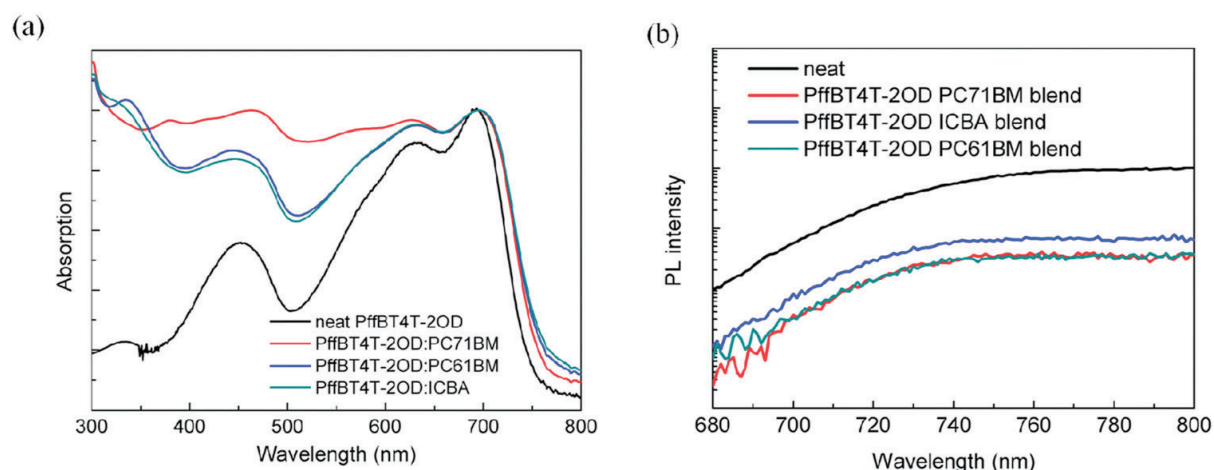 (a)
Absorption
neat PffBT4T-2OD
PffBT4T-2OD:PC71BM
PffBT4T-2OD:PC61BM
PffBT4T-2OD:ICBA
300 400 500 600 700 800
Wavelength (nm)
(b)
PL intensity
neat
PffBT4T-2OD PC71BM blend
PffBT4T-2OD ICBA blend
PffBT4T-2OD PC61BM blend
680 700 720 740 760 780 800
Wavelength (nm)